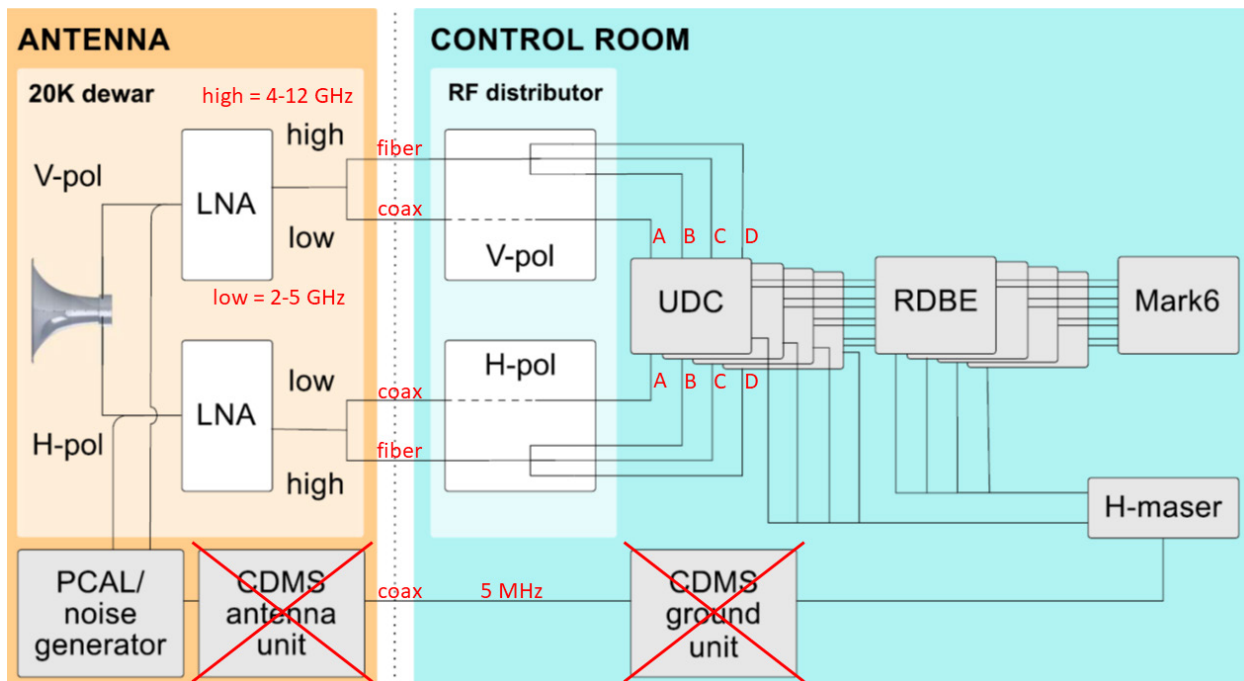 ANTENNA
CONTROL ROOM
20K dewar
high = 4-12 GHz
RF distributor
high
fiber
V-pol
LNA
coax
low
V-pol
A B C D
low = 2-5 GHz
UDC
RDBE
Mark6
H-pol
low
A B C D
coax
LNA
H-pol
fiber
high
H-maser
PCAL/
noise
generator
CDMS
antenna
unit
coax
5 MHz
CDMS
ground
unit